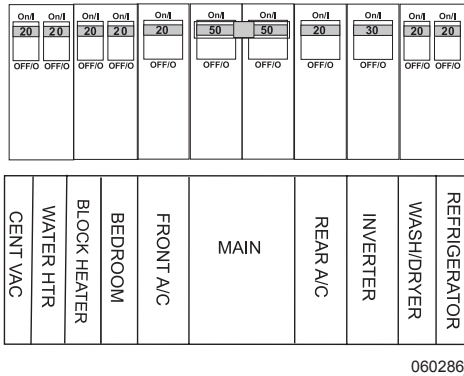 On/I On/I On/I On/I On/I On/I On/I On/I On/I On/I On/I
20 20 20 20 20 50 50 20 30 20 20
OFF/O OFF/O OFF/O OFF/O OFF/O OFF/O OFF/O OFF/O OFF/O OFF/O OFF/O
CENT VAC
WATER HTR
BLOCK HEATER
BEDROOM
FRONT A/C
MAIN
REAR A/C
INVERTER
WASH/DRYER
REFRIGERATOR
060286